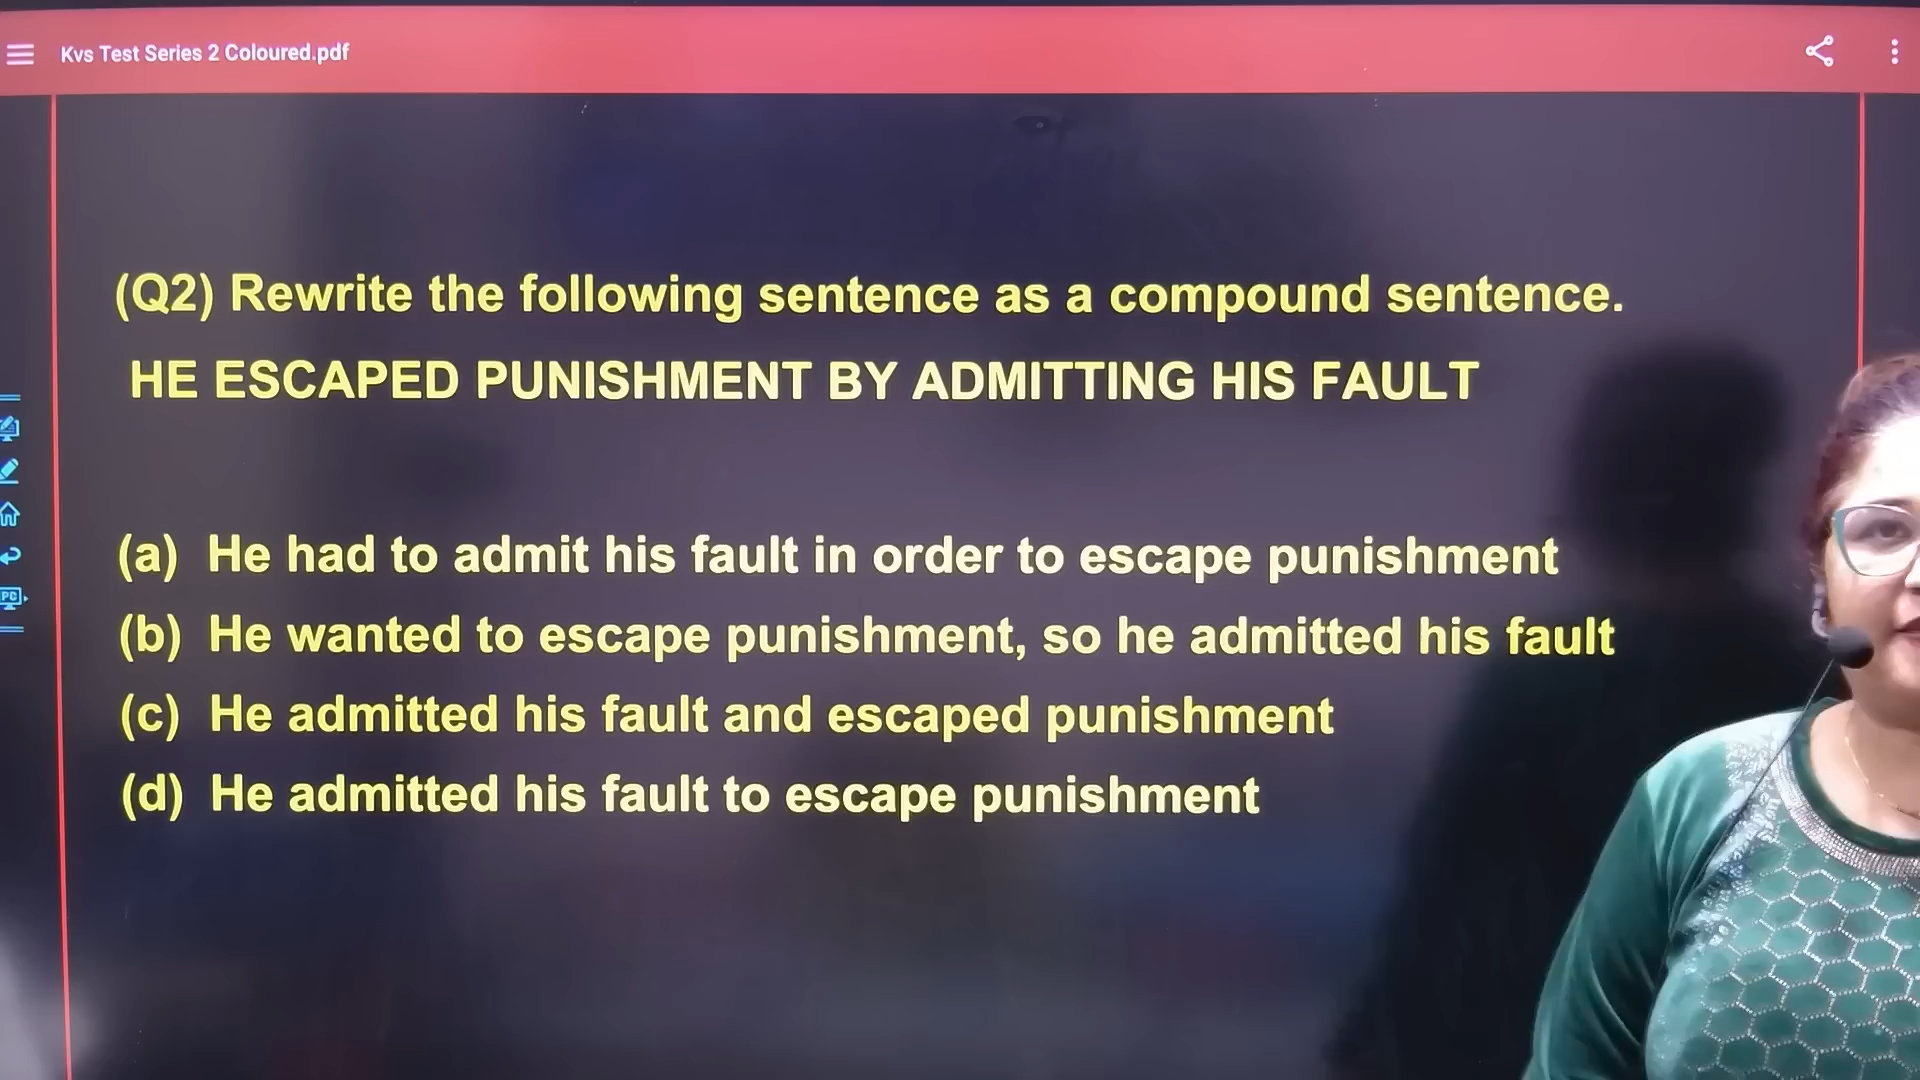 Kvs Test Series 2 Coloured.pdf
(Q2) Rewrite the following sentence as a compound sentence.
HE ESCAPED PUNISHMENT BY ADMITTING HIS FAULT
(a) He had to admit his fault in order to escape punishment
(b) He wanted to escape punishment, so he admitted his fault
(c) He admitted his fault and escaped punishment
(d) He admitted his fault to escape punishment
PC